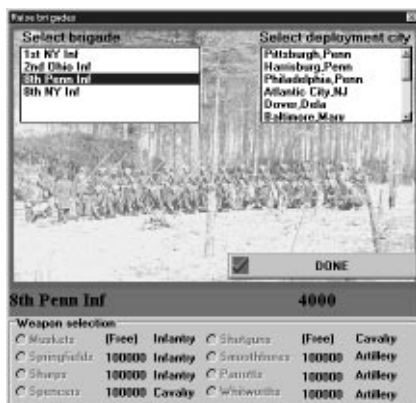 Raise brigades
Select brigade
1st NY Inf
2nd Ohio Inf
8th Penn Inf
8th NY Inf
Select deployment city
Pittsburgh,Penn
Harrisburg,Penn
Philadelphia,Penn
Atlantic City,NJ
Dover,Dela
Baltimore,Mary
DONE
8th Penn Inf 4000
Weapon selection
Muskets (Free) Infantry Shotguns (Free) Cavalry
Springfields 100000 Infantry Smoothbores 100000 Artillery
Sharps 100000 Infantry Parrotts 100000 Artillery
Spencers 100000 Cavalry Whitworths 100000 Artillery